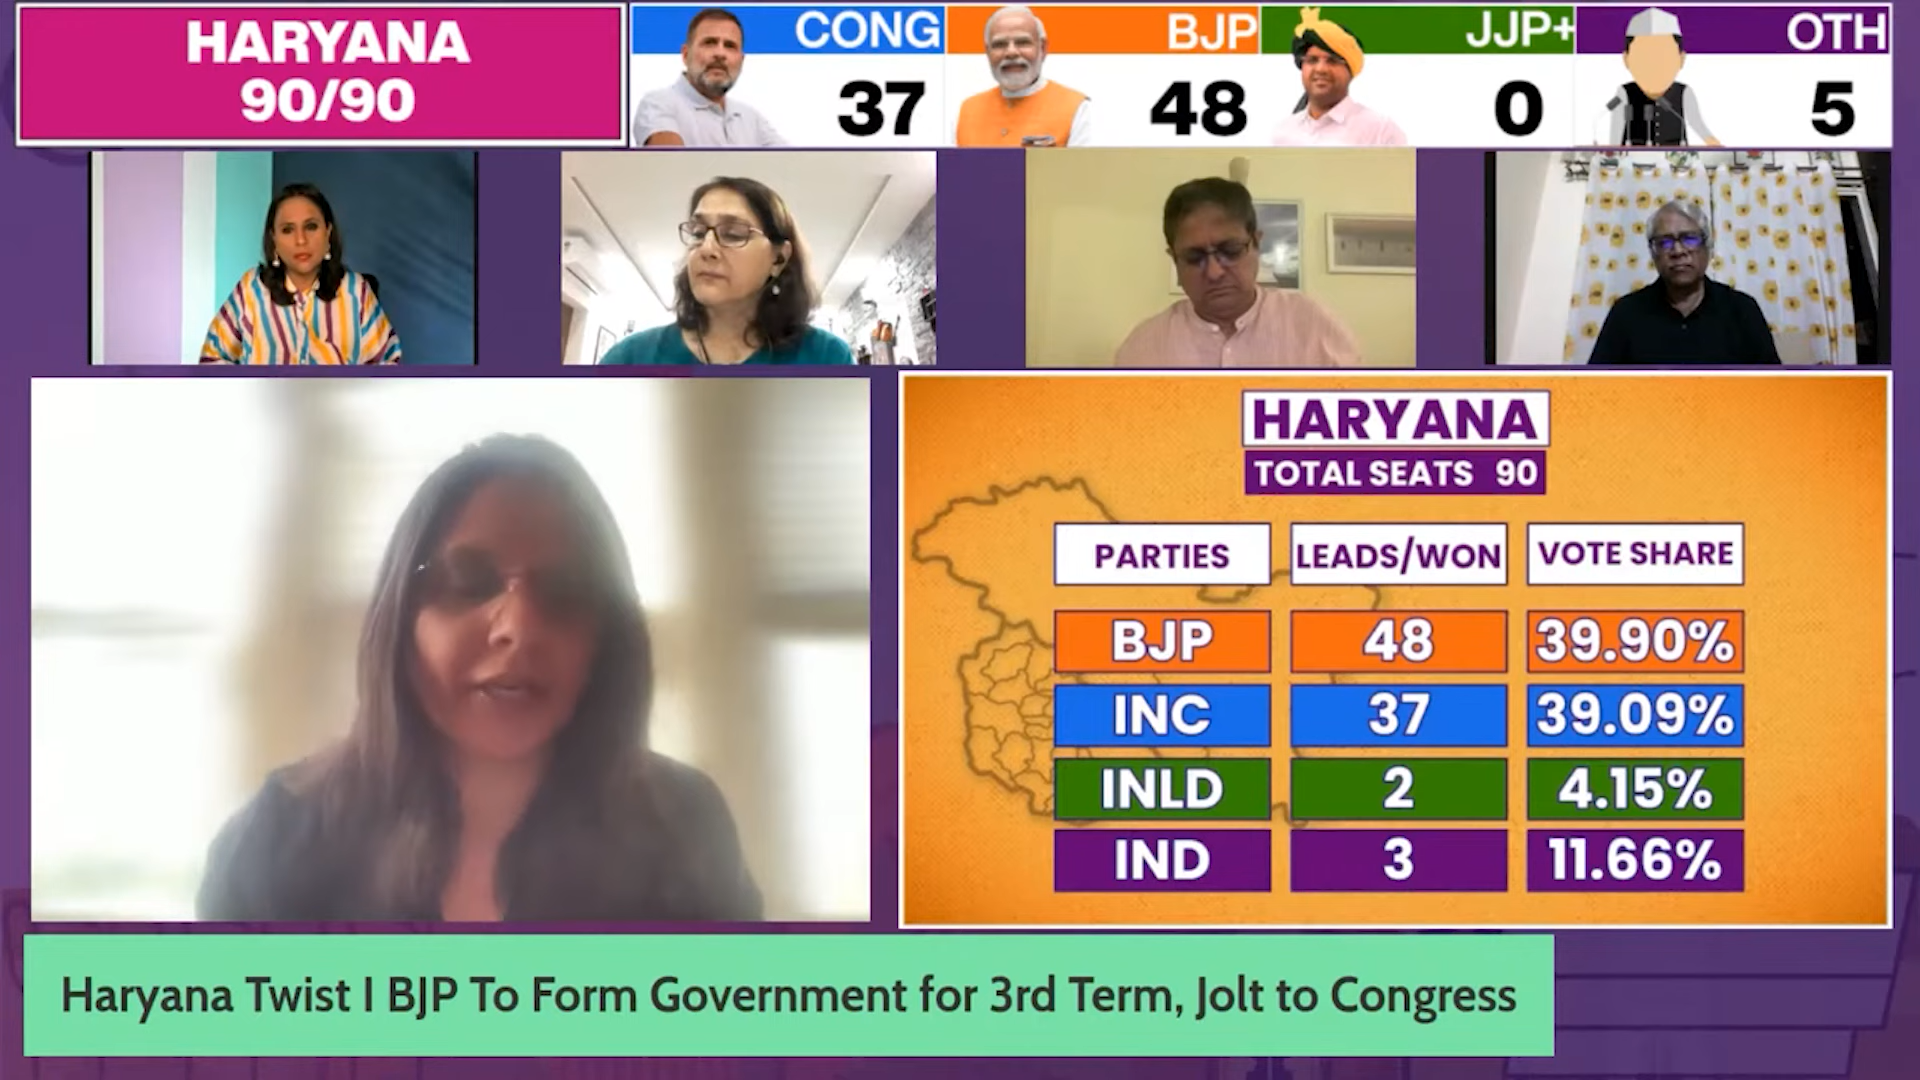 HARYANA
90/90
CONG
37
BJP
48
JJP+
0
OTH
5
HARYANA
TOTAL SEATS 90
PARTIES LEADS/WON VOTE SHARE
BJP 48 39.90%
INC 37 39.09%
INLD 2 4.15%
IND 3 11.66%
Haryana Twist I BJP To Form Government for 3rd Term, Jolt to Congress